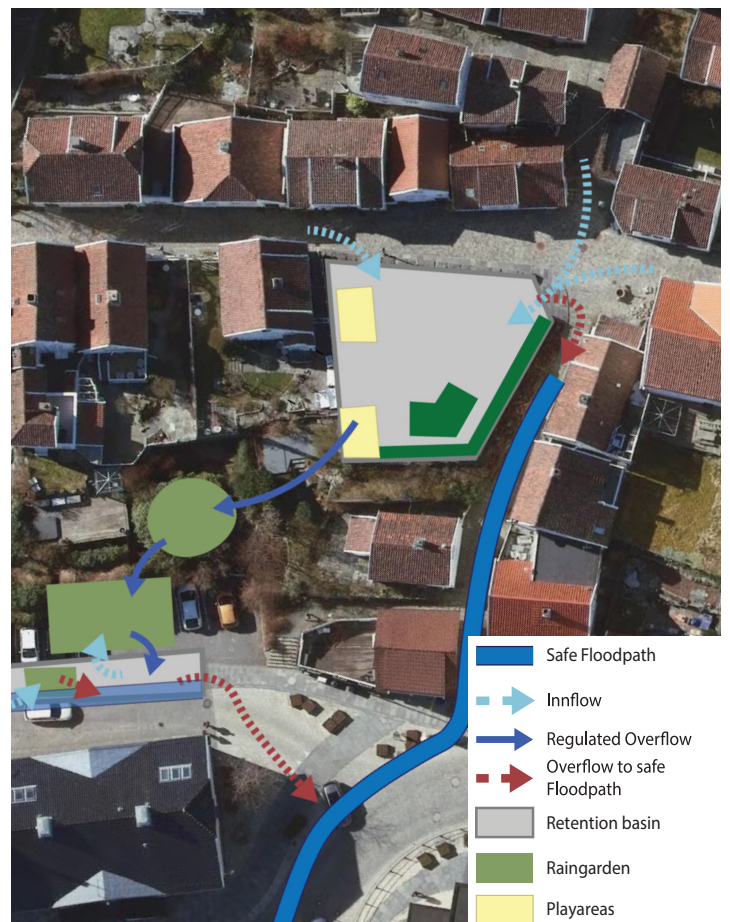 Safe Floodpath
Innflow
Regulated Overflow
Overflow to safe
Floodpath
Retention basin
Raingarden
Playareas